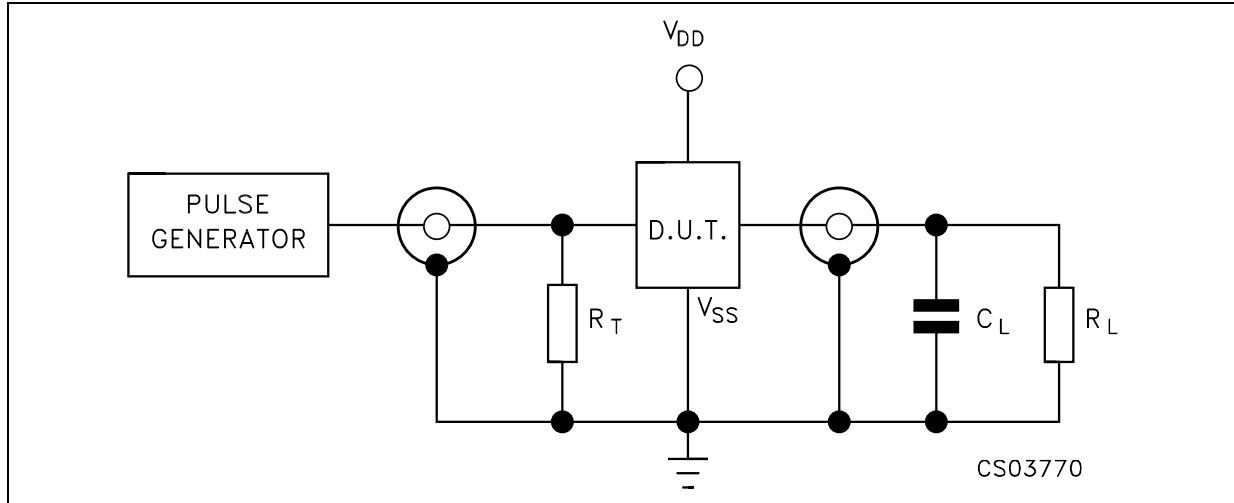 VDD
PULSE
GENERATOR
D.U.T.
VSS
RT
CL
RL
CS03770